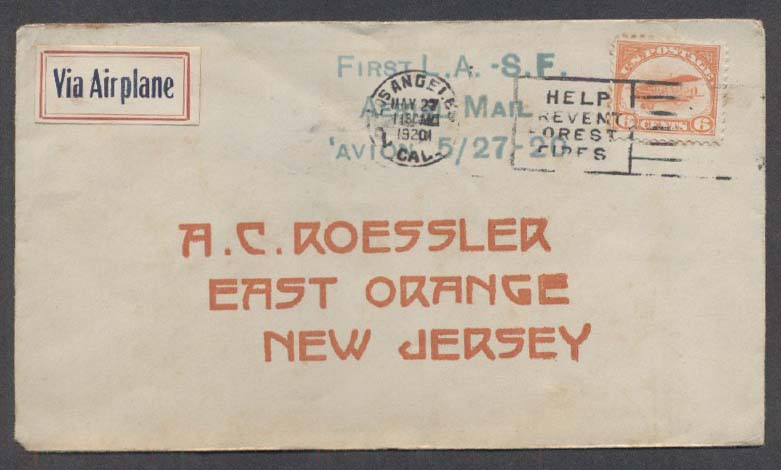 Via Airplane
FIRST L.A. - S.F.
MAIL
'AVION 5/27-20
LOS ANGELES
MAY 27
1920
CAL.
HELP
PREVENT
FOREST
FIRES
U.S. POSTAGE
6 CENTS 6
A.C. ROESSLER
EAST ORANGE
NEW JERSEY